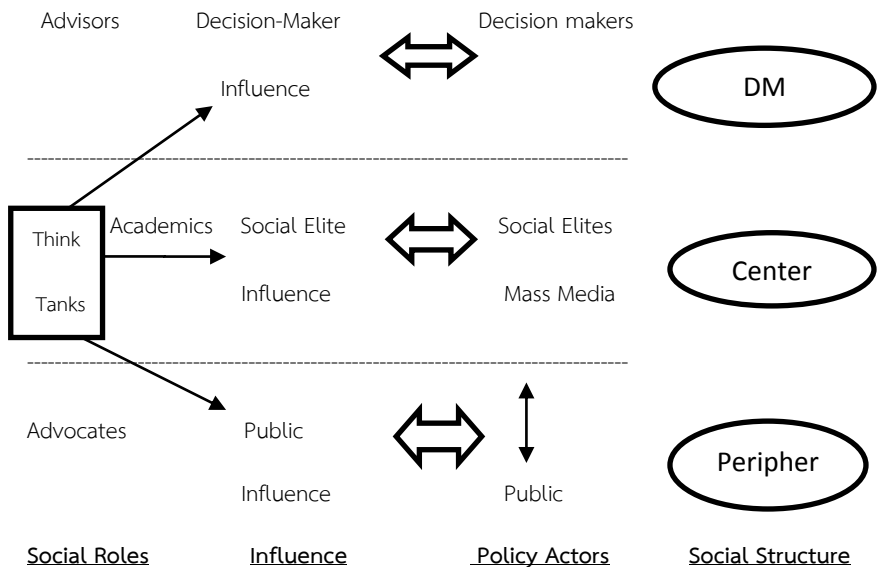 Advisors Decision-Maker Decision makers
Influence DM
Academics Social Elite Social Elites
Think
Center
Tanks Influence Mass Media
Advocates Public
Peripher
Influence Public
Social Roles Influence Policy Actors Social Structure